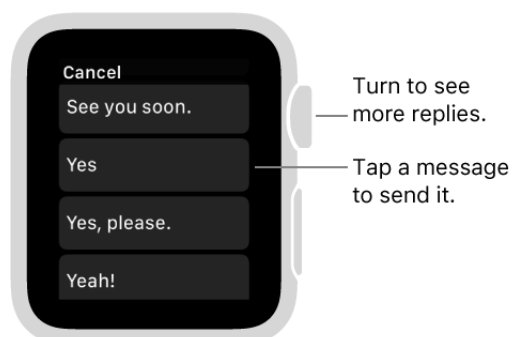 Cancel
See you soon.
Yes
Yes, please.
Yeah!
Turn to see
more replies.
Tap a message
to send it.